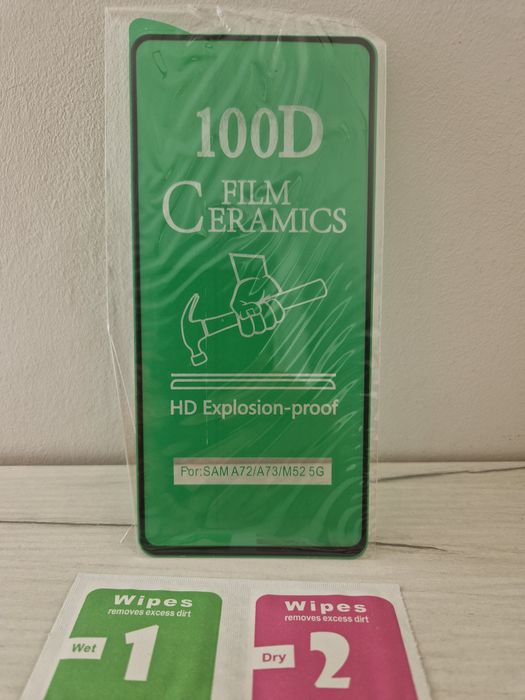 100D
FILM
CERAMICS
HD Explosion-proof
For:SAM A72/A73/M52 5G
Wipes
removes excess dirt
Wet 1
Wipes
removes excess dirt
Dry 2